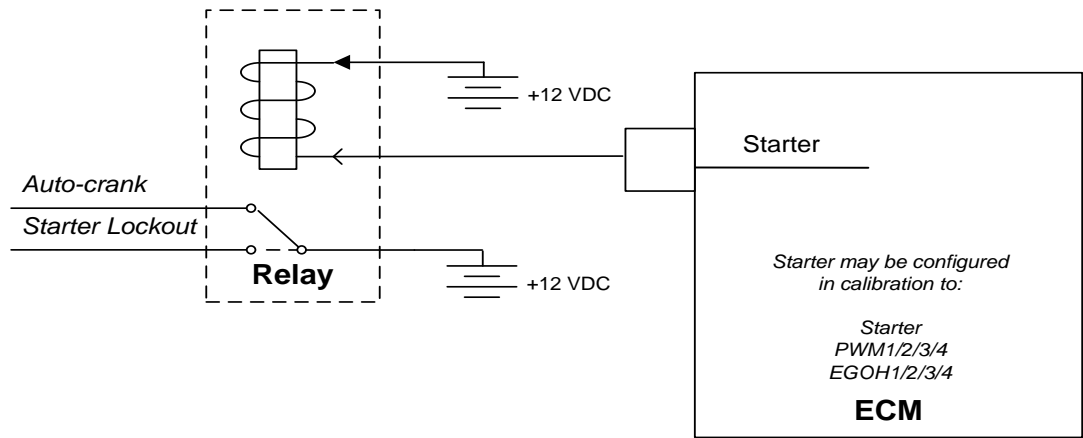 +12 VDC
Starter
Auto-crank
Starter Lockout
Relay
+12 VDC
Starter may be configured
in calibration to:
Starter
PWM1/2/3/4
EGOH1/2/3/4
ECM